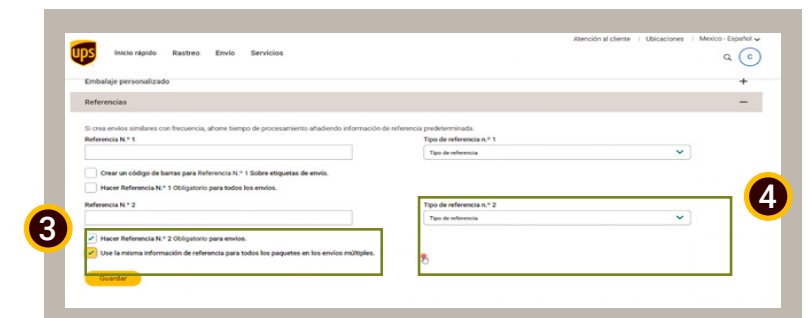 Atención al cliente | Ubicaciones | Mexico - Español
ups Inicio rápido Rastreo Envío Servicios C
Embalaje personalizado +
Referencias −
Si crea envíos similares con frecuencia, ahorre tiempo de procesamiento añadiendo información de referencia predeterminada.
Referencia N.º 1 Tipo de referencia n.º 1
Tipo de referencia
Crear un código de barras para Referencia N.º 1 Sobre etiquetas de envío.
Hacer Referencia N.º 1 Obligatorio para todos los envíos.
Referencia N.º 2 Tipo de referencia n.º 2
Tipo de referencia
3 4
Hacer Referencia N.º 2 Obligatorio para envíos.
Use la misma información de referencia para todos los paquetes en los envíos múltiples.
Guardar